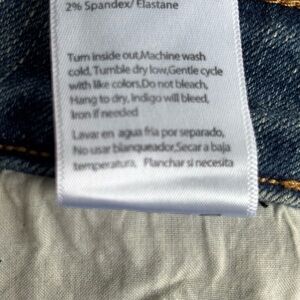 2% Spandex/ Elastane
Turn inside out,Machine wash
cold, Tumble dry low,Gentle cycle
with like colors,Do not bleach,
Hang to dry, Indigo will bleed,
Iron if needed
Lavar en agua fria por separado,
No usar blanqueador,Secar a baja
temperatura, Planchar si necesita